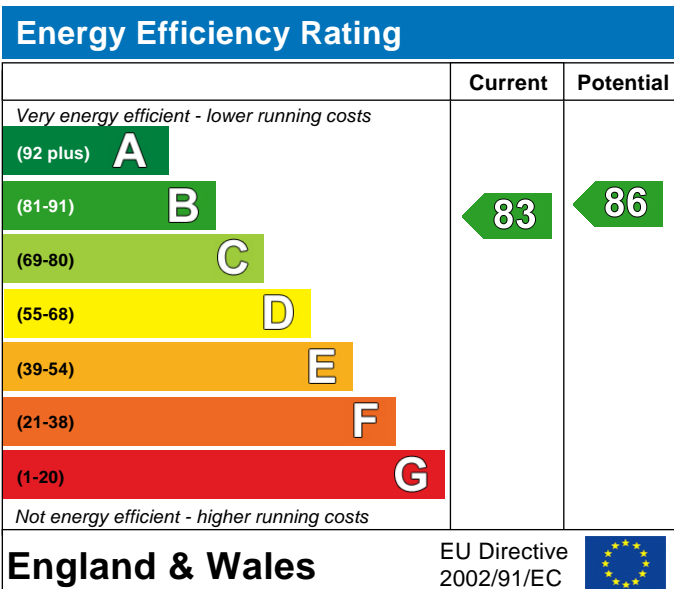 Energy Efficiency Rating
Current Potential
Very energy efficient - lower running costs
(92 plus) A
(81-91) B 83 86
(69-80) C
(55-68) D
(39-54) E
(21-38) F
(1-20) G
Not energy efficient - higher running costs
England & Wales
EU Directive
2002/91/EC